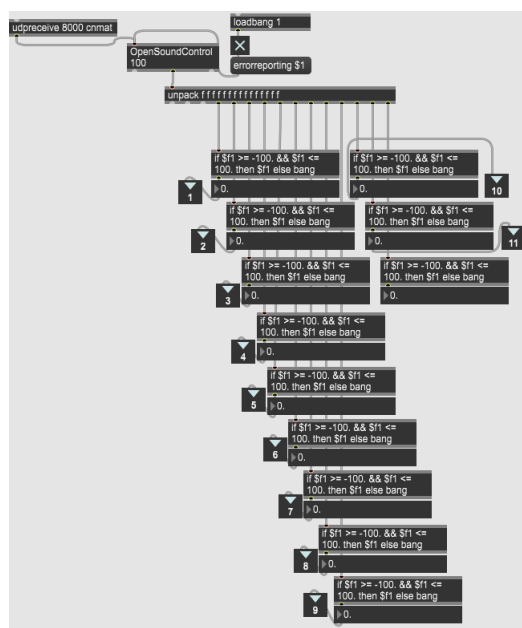 loadbang 1
udpreceive 8000 cnmat
OpenSoundControl
100
errorreporting $1
unpack f f f f f f f f f f f f f f f
if $f1 >= -100. && $f1 <=
100. then $f1 else bang
0.
1
if $f1 >= -100. && $f1 <=
100. then $f1 else bang
0.
10
if $f1 >= -100. && $f1 <=
100. then $f1 else bang
0.
2
if $f1 >= -100. && $f1 <=
100. then $f1 else bang
0.
11
if $f1 >= -100. && $f1 <=
100. then $f1 else bang
0.
3
if $f1 >= -100. && $f1 <=
100. then $f1 else bang
0.
if $f1 >= -100. && $f1 <=
100. then $f1 else bang
0.
4
if $f1 >= -100. && $f1 <=
100. then $f1 else bang
0.
5
if $f1 >= -100. && $f1 <=
100. then $f1 else bang
0.
6
if $f1 >= -100. && $f1 <=
100. then $f1 else bang
0.
7
if $f1 >= -100. && $f1 <=
100. then $f1 else bang
0.
8
if $f1 >= -100. && $f1 <=
100. then $f1 else bang
0.
9